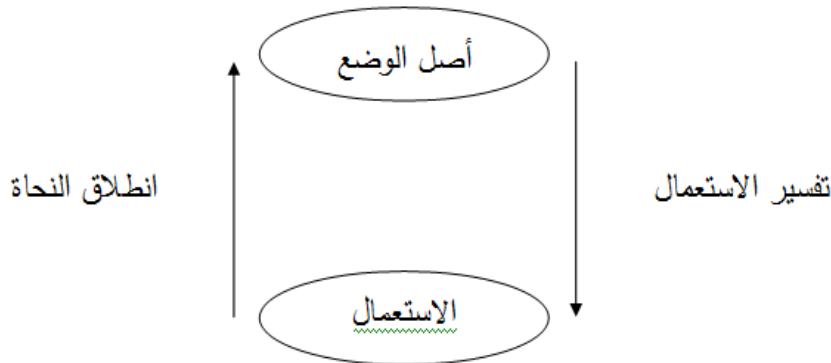 أصل الوضع
تفسير الاستعمال
انطلاق النحاة
الاستعمال